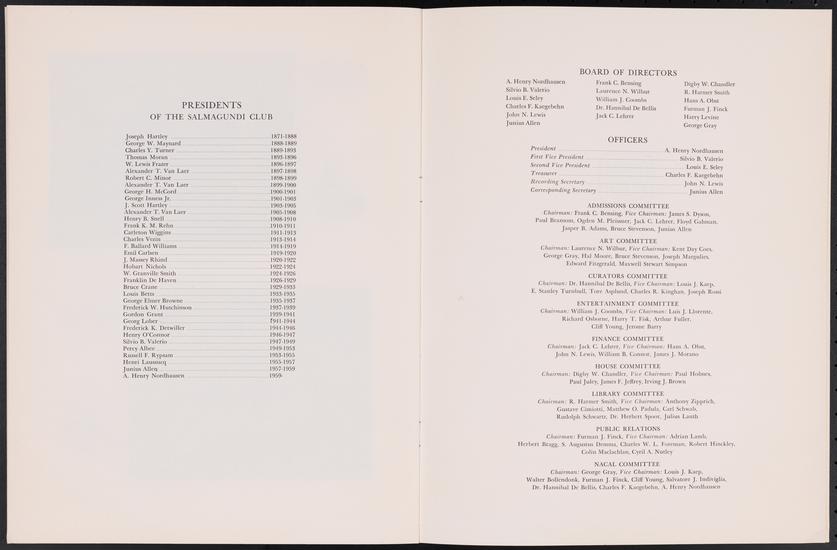 PRESIDENTS
OF THE SALMAGUNDI CLUB
Joseph Hartley 1871-1888
George W. Maynard 1888-1889
Charles Y. Turner 1889-1893
Thomas Moran 1893-1896
W. Lewis Frater 1896-1897
Alexander T. Van Laer 1897-1898
Robert C. Minor 1898-1899
Alexander T. Van Laer 1899-1900
George H. McCord 1900-1901
George Inness Jr. 1901-1903
J. Scott Hartley 1903-1905
Alexander T. Van Laer 1905-1908
Henry B. Snell 1908-1910
Frank K. M. Rehn 1910-1911
Carleton Wiggins 1911-1913
Charles Vezin 1913-1914
F. Ballard Williams 1914-1919
Emil Carlsen 1919-1920
J. Massey Rhind 1920-1922
Hobart Nichols 1922-1924
W. Granville Smith 1924-1926
Franklin De Haven 1926-1929
Bruce Crane 1929-1933
Louis Betts 1933-1935
George Elmer Browne 1935-1937
Frederick W. Hutchinson 1937-1939
Gordon Grant 1939-1941
Georg Lober 1941-1944
Frederick K. Detwiller 1944-1946
Henry O'Connor 1946-1947
Silvio B. Valerio 1947-1949
Percy Albee 1949-1953
Russell F. Rypsam 1953-1955
Henri Laussucq 1955-1957
Junius Allen 1957-1959
A. Henry Nordhausen 1959-
BOARD OF DIRECTORS
A. Henry Nordhausen
Silvio B. Valerio
Louis E. Seley
Charles F. Kaegebehn
John N. Lewis
Junius Allen
Frank C. Bensing
Laurence N. Wilbur
William J. Coombs
Dr. Hannibal De Bellis
Jack C. Lehrer
Digby W. Chandler
R. Harmer Smith
Hans A. Obst
Furman J. Finck
Harry Levine
George Gray
OFFICERS
President A. Henry Nordhausen
First Vice President Silvio B. Valerio
Second Vice President Louis E. Seley
Treasurer Charles F. Kaegebehn
Recording Secretary John N. Lewis
Corresponding Secretary Junius Allen
ADMISSIONS COMMITTEE
Chairman: Frank C. Bensing, Vice Chairman: James S. Dyson,
Paul Branson, Ogden M. Pleissner, Jack C. Lehrer, Floyd Gahman,
Jasper B. Adams, Bruce Stevenson, Junius Allen
ART COMMITTEE
Chairman: Laurence N. Wilbur, Vice Chairman: Kent Day Coes,
George Gray, Hal Moore, Bruce Stevenson, Joseph Margulies,
Edward Fitzgerald, Maxwell Stewart Simpson
CURATORS COMMITTEE
Chairman: Dr. Hannibal De Bellis, Vice Chairman: Louis J. Kaep,
E. Stanley Turnbull, Tore Asplund, Charles R. Kinghan, Joseph Rossi
ENTERTAINMENT COMMITTEE
Chairman: William J. Coombs, Vice Chairman: Luis J. Llorente,
Richard Osborne, Harry T. Fisk, Arthur Fuller,
Cliff Young, Jerome Barry
FINANCE COMMITTEE
Chairman: Jack C. Lehrer, Vice Chairman: Hans A. Obst,
John N. Lewis, William B. Connor, James J. Morano
HOUSE COMMITTEE
Chairman: Digby W. Chandler, Vice Chairman: Paul Holmes,
Paul Juley, James F. Jeffrey, Irving J. Brown
LIBRARY COMMITTEE
Chairman: R. Harmer Smith, Vice Chairman: Anthony Zipprich,
Gustave Cimiotti, Matthew O. Padula, Carl Schwab,
Rudolph Schwartz, Dr. Herbert Spoor, Julius Lauth
PUBLIC RELATIONS
Chairman: Furman J. Finck, Vice Chairman: Adrian Lamb,
Herbert Bragg, S. Augustus Demma, Charles W. L. Foreman, Robert Hinckley,
Colin Maclachlan, Cyril A. Nutley
NACAL COMMITTEE
Chairman: George Gray, Vice Chairman: Louis J. Kaep,
Walter Bollendonk, Furman J. Finck, Cliff Young, Salvatore J. Indiviglia,
Dr. Hannibal De Bellis, Charles F. Kaegebehn, A. Henry Nordhausen